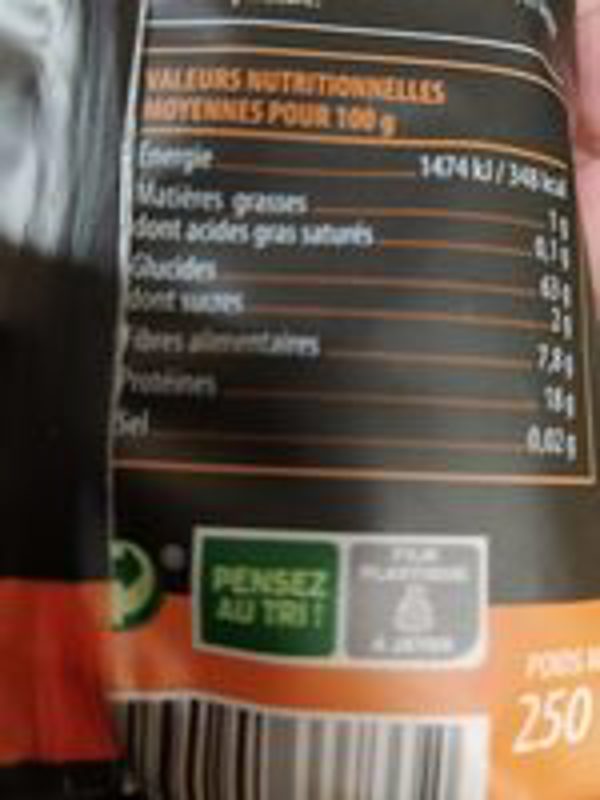 VALEURS NUTRITIONNELLES
MOYENNES POUR 100 g
Énergie 1474 kJ / 348 kcal
Matières grasses 1 g
dont acides gras saturés 0,1 g
Glucides
dont sucres 2 g
Fibres alimentaires 7,8 g
Protéines 18 g
Sel 0,02 g
PENSEZ
AU TRI !
FILM
PLASTIQUE
À JETER
POIDS
250